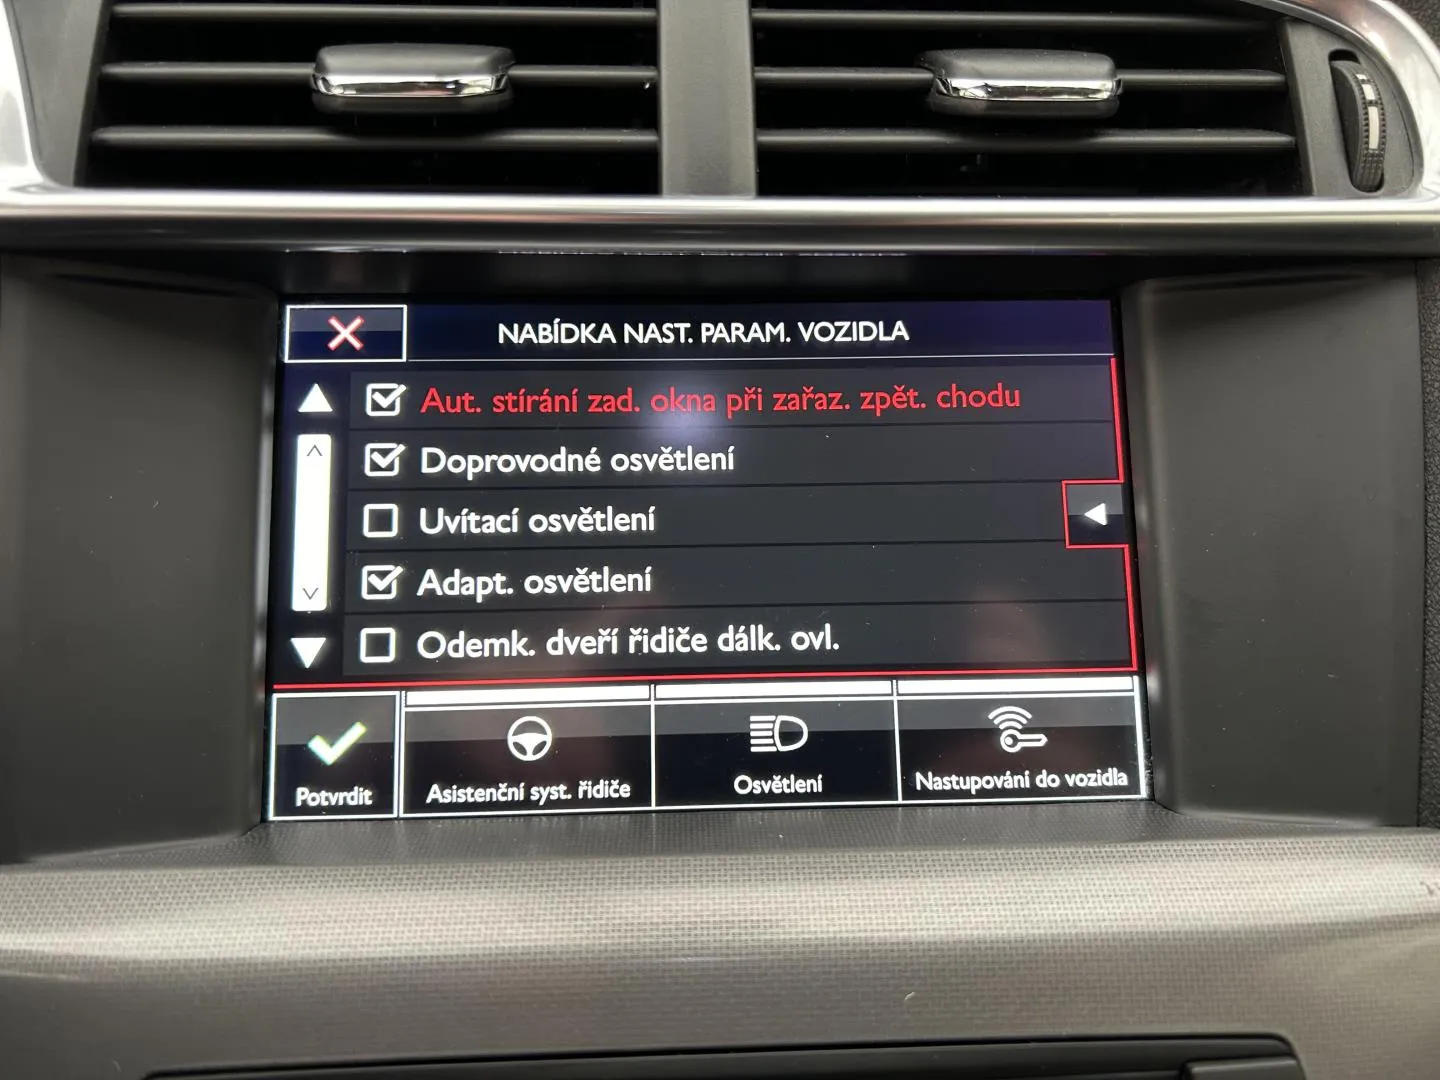 NABÍDKA NAST. PARAM. VOZIDLA
Aut. stírání zad. okna při zařaz. zpět. chodu
Doprovodné osvětlení
Uvítací osvětlení
Adapt. osvětlení
Odemk. dveří řidiče dálk. ovl.
Potvrdit
Asistenční syst. řidiče
Osvětlení
Nastupování do vozidla